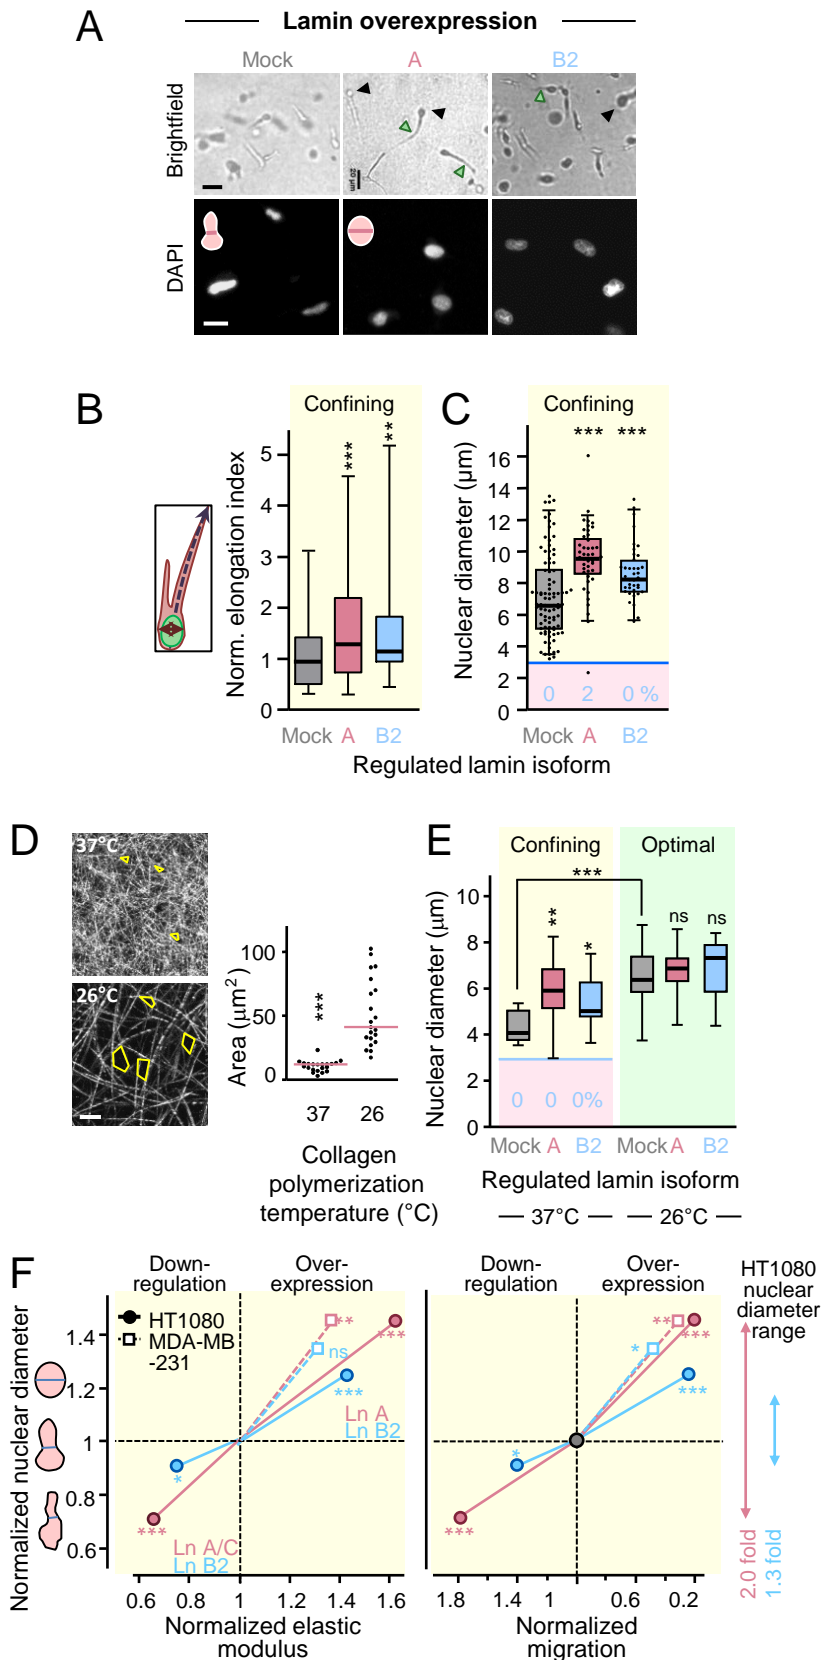 A
Lamin overexpression
Mock
A
B2
Brightfield
20 µm
DAPI
B
Confining
***
**
Norm. elongation index
5
4
3
2
1
0
Mock
A
B2
C
Confining
***
***
Nuclear diameter (µm)
16
14
12
10
8
6
4
2
0
0
2
0 %
Mock
A
B2
Regulated lamin isoform
D
37°C
26°C
Area (µm²)
100
50
0
***
37
26
Collagen
polymerization
temperature (°C)
E
Confining
Optimal
***
**
*
ns
ns
Nuclear diameter (µm)
10
8
6
4
2
0
0
0
0%
Mock
A
B2
Mock
A
B2
Regulated lamin isoform
37°C
26°C
F
Down-
regulation
Over-
expression
HT1080
MDA-MB
-231
Normalized nuclear diameter
1.4
1.2
1
0.8
0.6
**
***
ns
***
Ln A
Ln B2
*
***
Ln A/C
Ln B2
0.6
1
1.2
1.4
1.6
Normalized elastic
modulus
Down-
regulation
Over-
expression
**
***
*
***
*
***
1.8
1.4
1
0.6
0.2
Normalized
migration
HT1080
nuclear
diameter
range
2.0 fold
1.3 fold